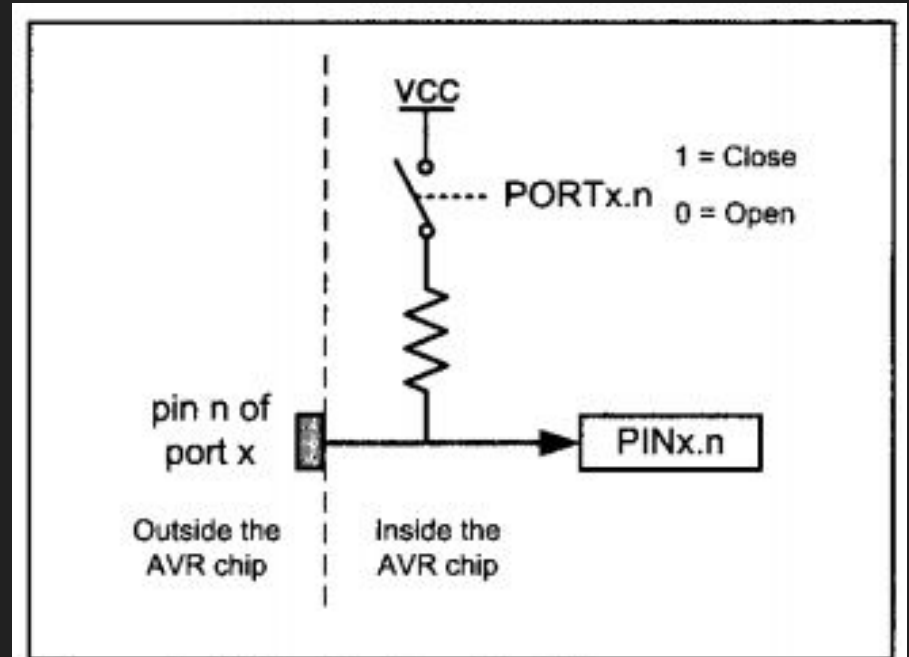 VCC
1 = Close
PORTx.n
0 = Open
pin n of
port x
PINx.n
Outside the
AVR chip
Inside the
AVR chip